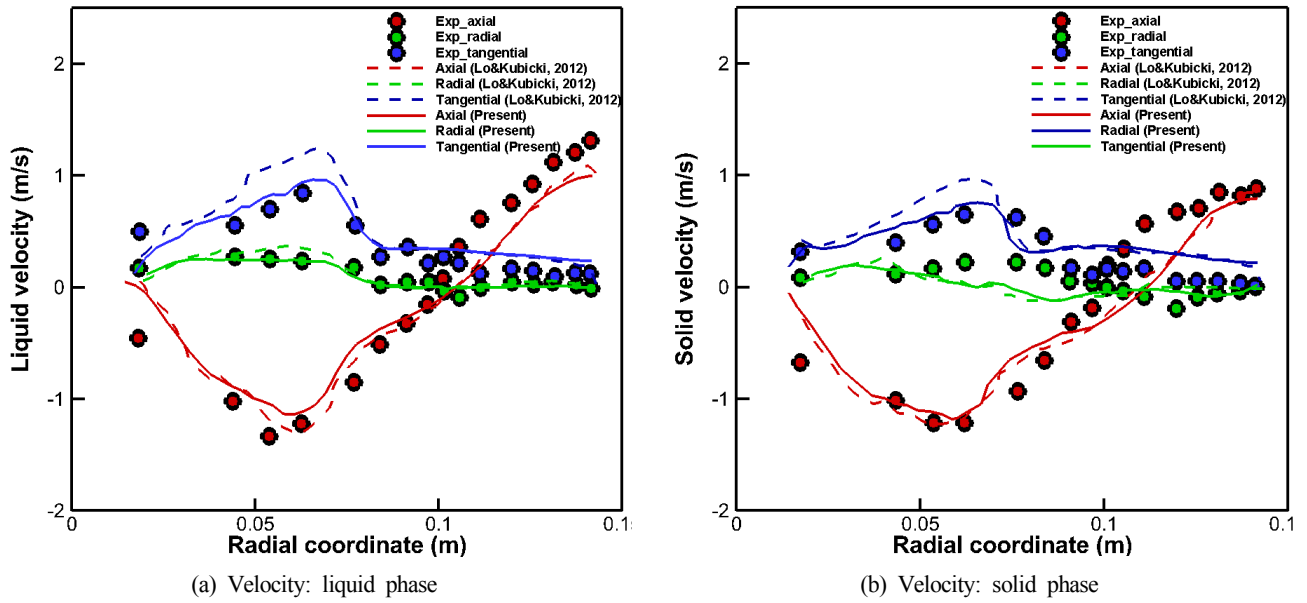 Exp_axial
Exp_radial
Exp_tangential
Axial (Lo&Kubicki, 2012)
Radial (Lo&Kubicki, 2012)
Tangential (Lo&Kubicki, 2012)
Axial (Present)
Radial (Present)
Tangential (Present)
2
1
0
-1
-2
Liquid velocity (m/s)
0
0.05
0.1
0.15
Radial coordinate (m)
(a) Velocity: liquid phase
Exp_axial
Exp_radial
Exp_tangential
Axial (Lo&Kubicki, 2012)
Radial (Lo&Kubicki, 2012)
Tangential (Lo&Kubicki, 2012)
Axial (Present)
Radial (Present)
Tangential (Present)
2
1
0
-1
-2
Solid velocity (m/s)
0
0.05
0.1
0.1
Radial coordinate (m)
(b) Velocity: solid phase